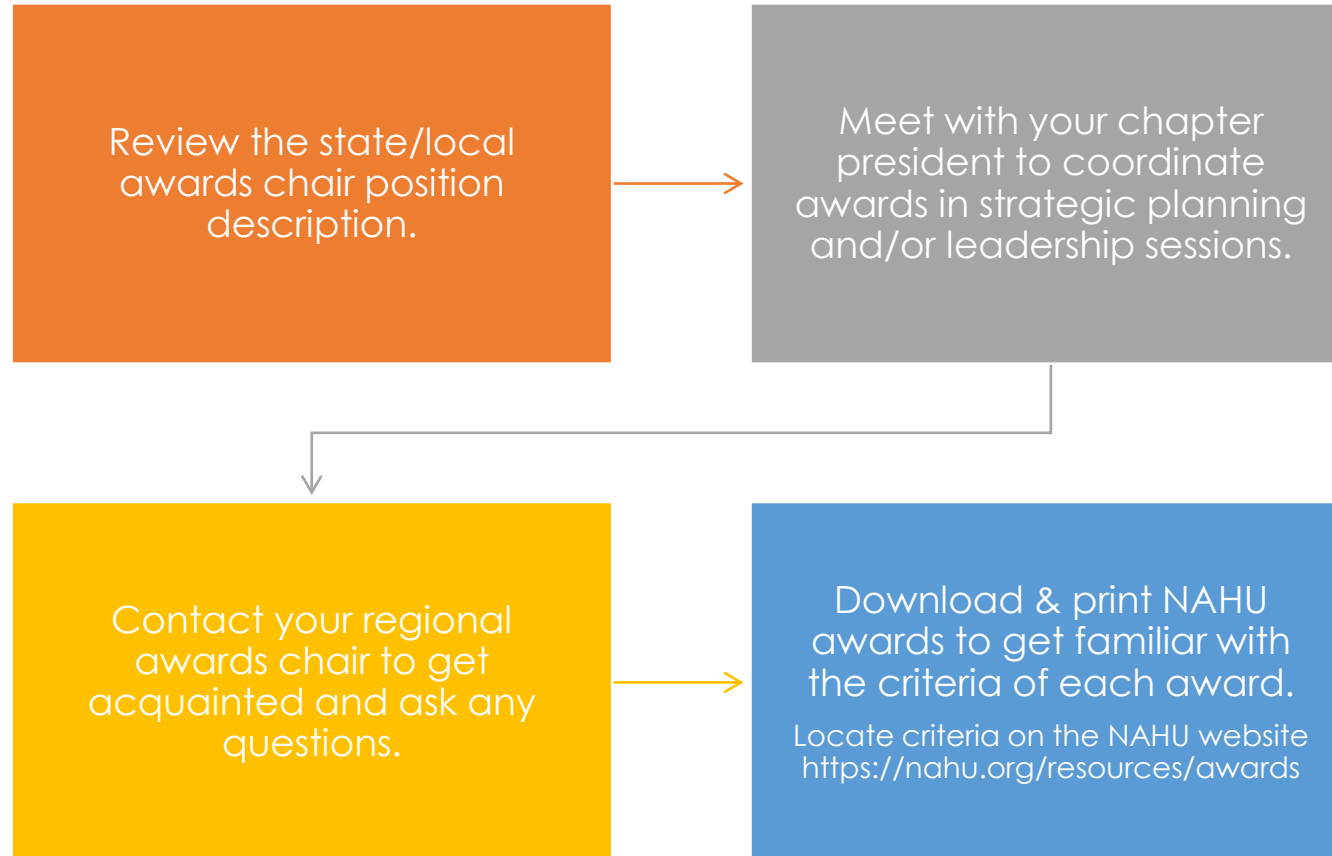 Review the state/local
awards chair position
description.
Meet with your chapter
president to coordinate
awards in strategic planning
and/or leadership sessions.
Contact your regional
awards chair to get
acquainted and ask any
questions.
Download & print NAHU
awards to get familiar with
the criteria of each award.
Locate criteria on the NAHU website
https://nahu.org/resources/awards